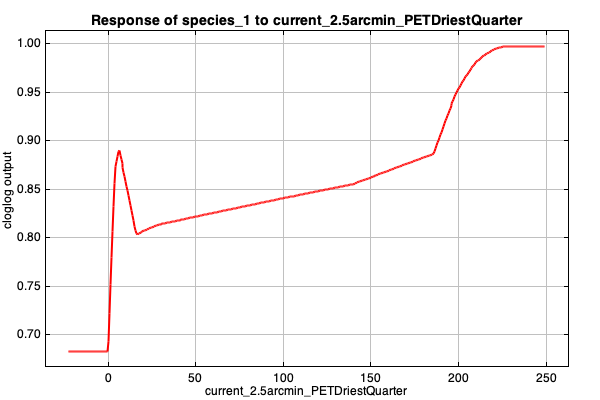 Response of species_1 to current_2.5arcmin_PETDriestQuarter
1.00
0.95
0.90
0.85
0.80
0.75
0.70
cloglog output
0 50 100 150 200 250
current_2.5arcmin_PETDriestQuarter